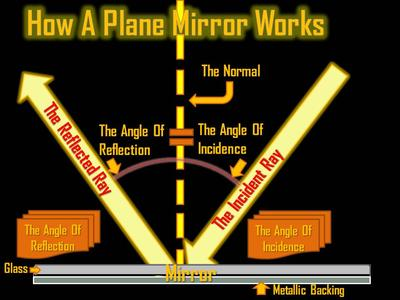 How A Plane Mirror Works
The Normal
The Angle Of
Reflection
The Angle Of
Incidence
The Reflected Ray
The Incident Ray
The Angle Of
Reflection
The Angle Of
Incidence
Glass
Mirror
Metallic Backing